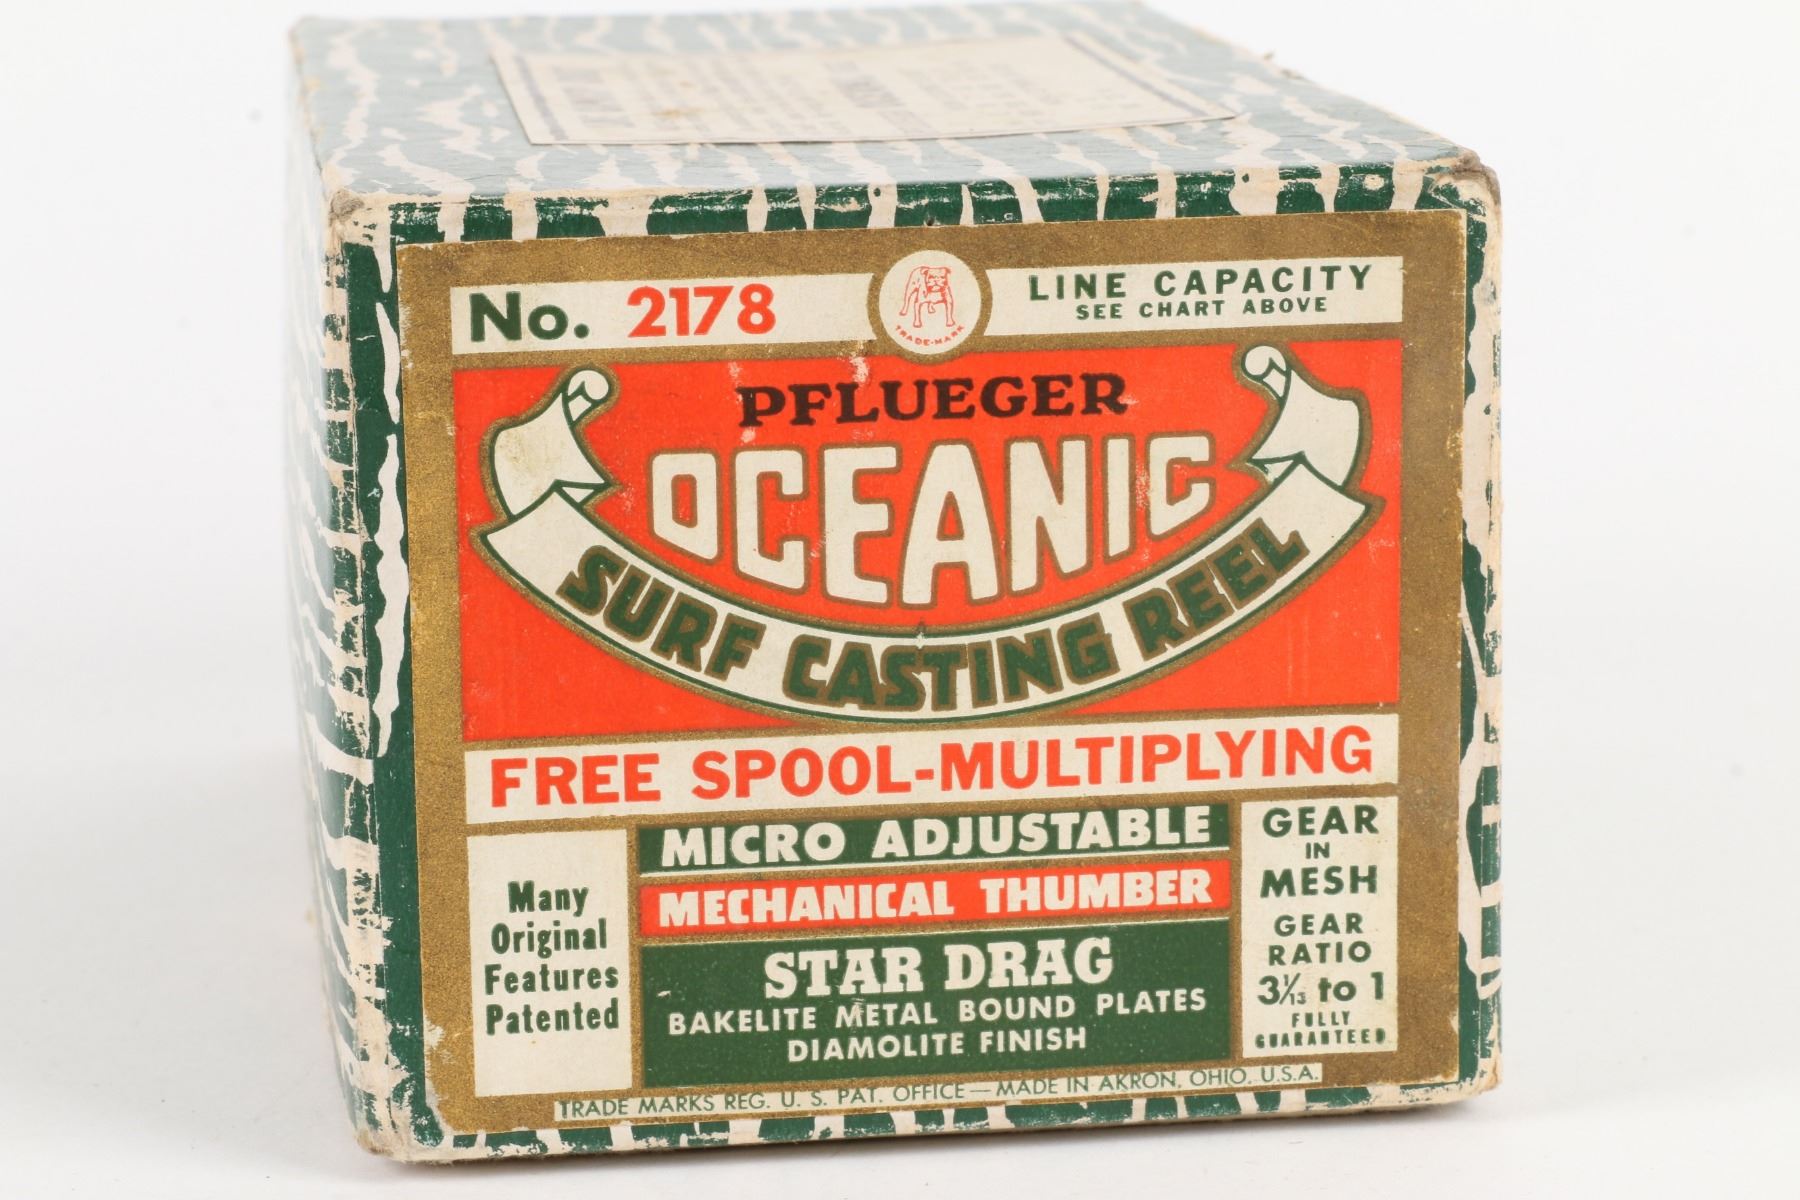 No. 2178
TRADE-MARK
LINE CAPACITY
SEE CHART ABOVE
PFLUEGER
OCEANIC
SURF CASTING REEL
FREE SPOOL-MULTIPLYING
Many
Original
Features
Patented
MICRO ADJUSTABLE
MECHANICAL THUMBER
STAR DRAG
BAKELITE METAL BOUND PLATES
DIAMOLITE FINISH
GEAR
IN
MESH
GEAR
RATIO
3 1/13 to 1
FULLY
GUARANTEED
TRADE MARKS REG. U. S. PAT. OFFICE — MADE IN AKRON, OHIO, U.S.A.